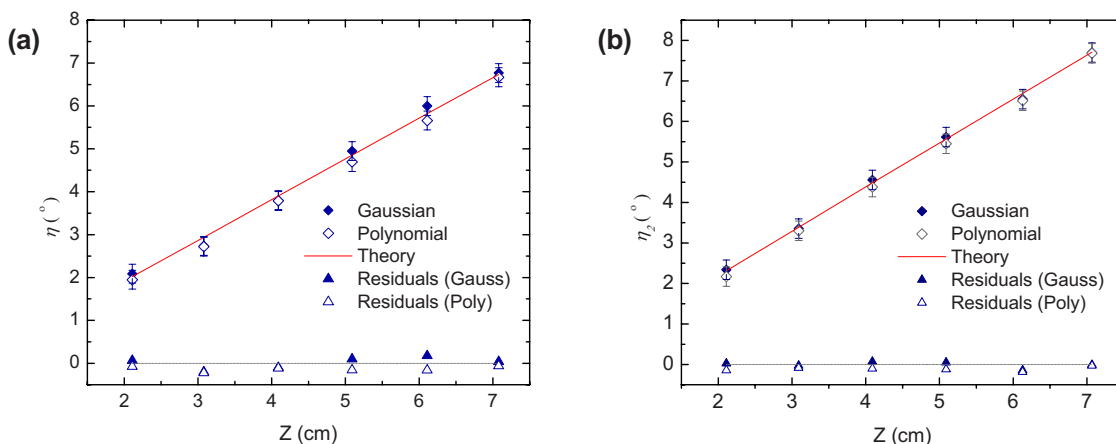 (a)
8
7
6
5
4
3
2
1
0
η (°)
Gaussian
Polynomial
Theory
Residuals (Gauss)
Residuals (Poly)
2 3 4 5 6 7
Z (cm)
(b)
8
7
6
5
4
3
2
1
0
η2 (°)
Gaussian
Polynomial
Theory
Residuals (Gauss)
Residuals (Poly)
2 3 4 5 6 7
Z (cm)